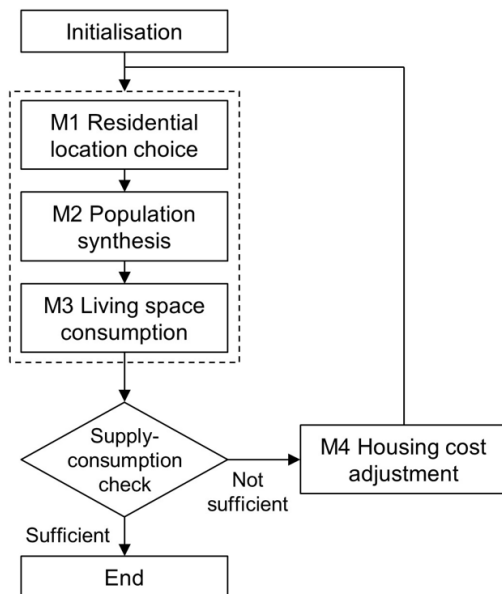 Initialisation
M1 Residential
location choice
M2 Population
synthesis
M3 Living space
consumption
Supply-
consumption
check
Not
sufficient
M4 Housing cost
adjustment
Sufficient
End